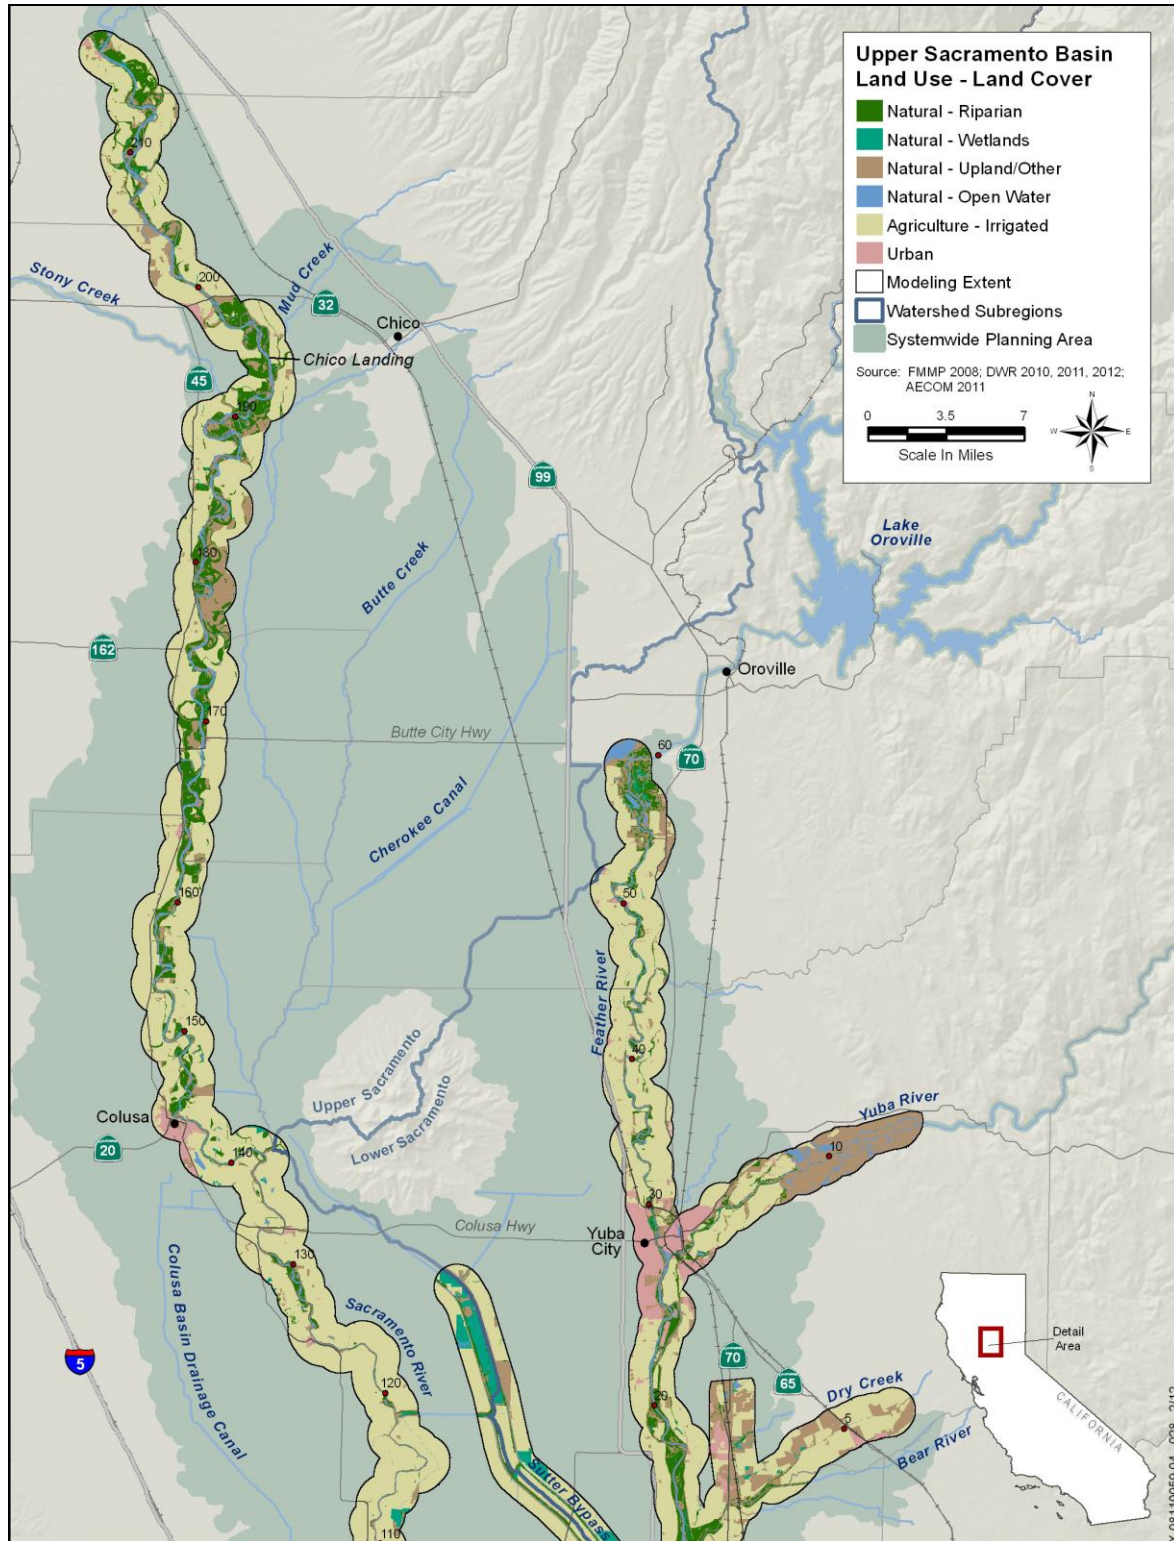 Upper Sacramento Basin
Land Use - Land Cover
Natural - Riparian
Natural - Wetlands
Natural - Upland/Other
Natural - Open Water
Agriculture - Irrigated
Urban
Modeling Extent
Watershed Subregions
Systemwide Planning Area
Source: FMMP 2008; DWR 2010, 2011, 2012;
AECOM 2011
0 3.5 7
Scale In Miles
N
W E
S
210
Stony Creek
200
Mud Creek
32
Chico
Chico Landing
45
190
99
Lake
Oroville
180
Butte Creek
162
Oroville
170
Butte City Hwy
60
70
Cherokee Canal
160
50
Feather River
150
40
Upper Sacramento
Lower Sacramento
Colusa
20
140
Yuba River
10
30
Colusa Hwy
Yuba
City
130
Colusa Basin Drainage Canal
Sacramento
River
5
120
20
70
65
Dry Creek
5
Bear River
Sutter Bypass
110
Detail
Area
CALIFORNIA